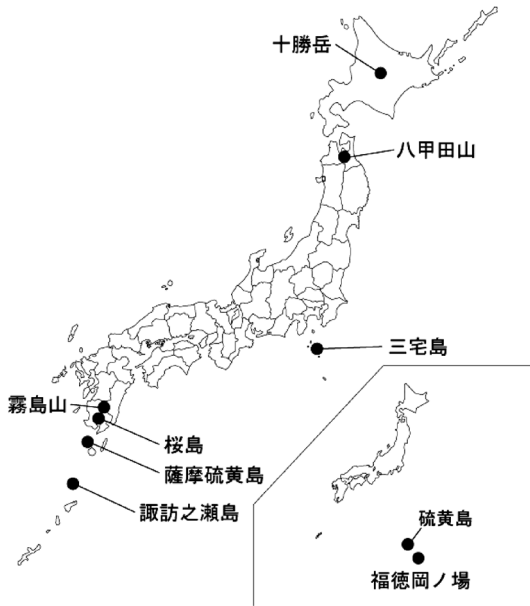 十勝岳
八甲田山
三宅島
霧島山
桜島
薩摩硫黄島
諏訪之瀬島
硫黄島
福徳岡ノ場